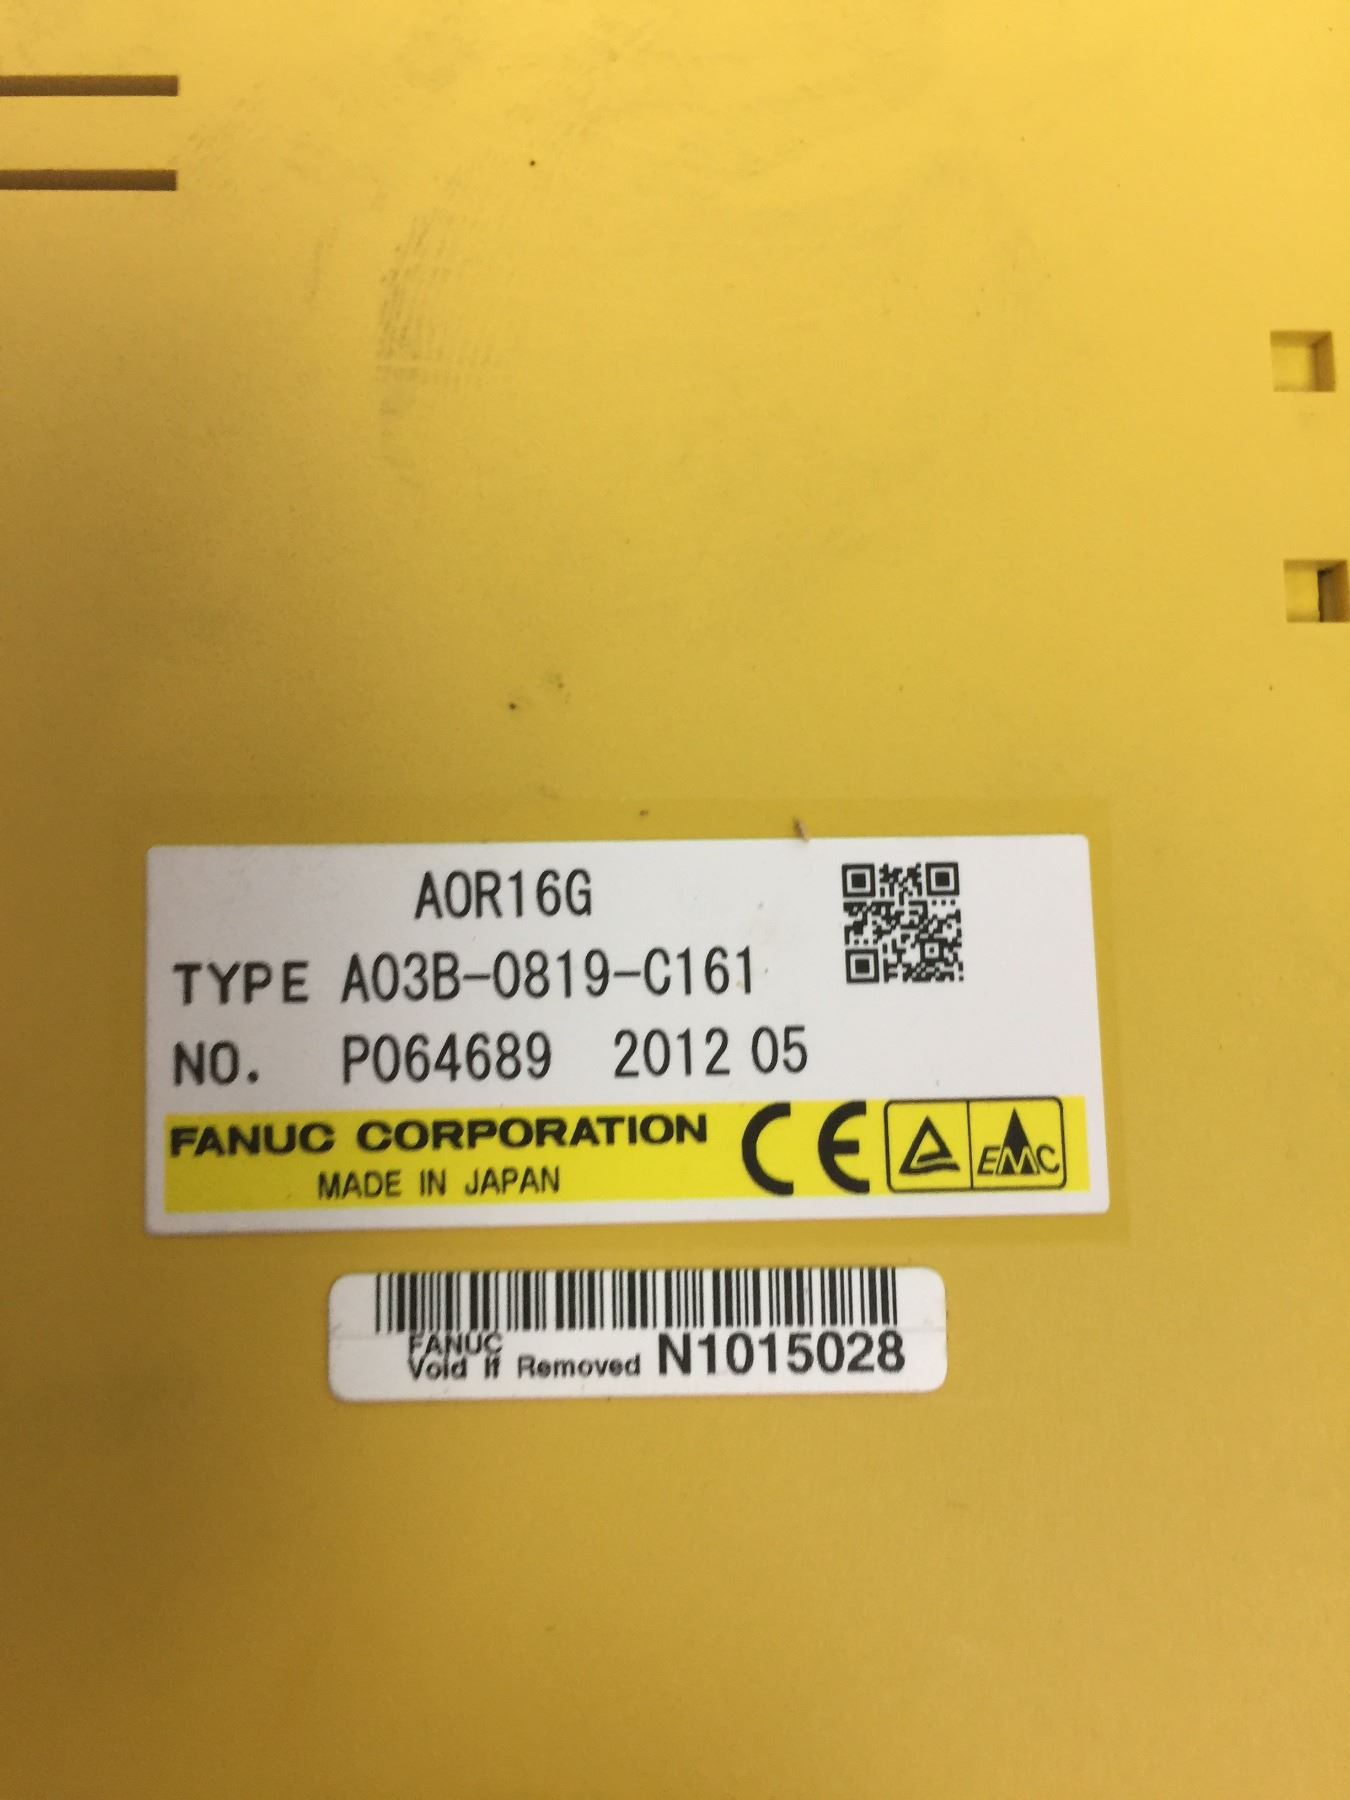 AOR16G
TYPE A03B-0819-C161
NO. P064689 2012 05
FANUC CORPORATION
MADE IN JAPAN
CE
EMC
FANUC
Void If Removed N1015028